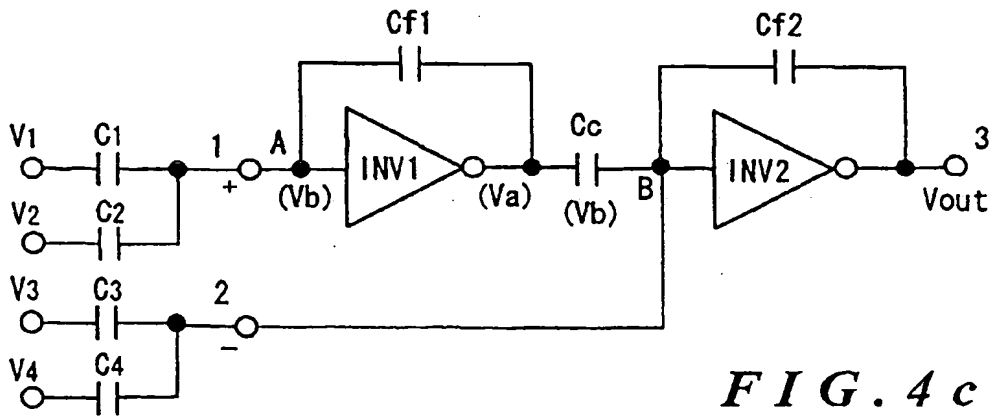 Cf1 Cf2
V1 C1 1 A Cc 3
+ (Vb) INV1 (Va) (Vb) B INV2 Vout
V2 C2
V3 C3 2
−
V4 C4
FIG. 4c